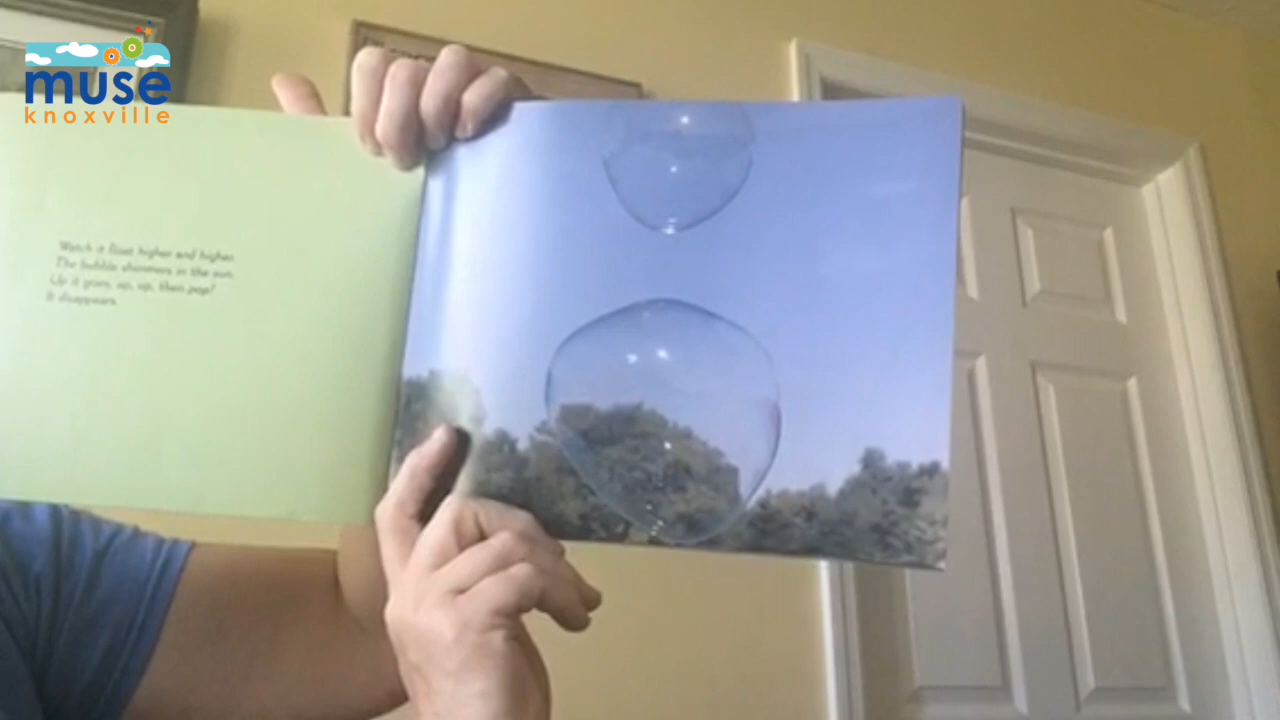 muse
knoxville
Watch it float higher and higher.
The bubble shimmers in the sun.
Up it goes, up, up, then pop!
It disappears.